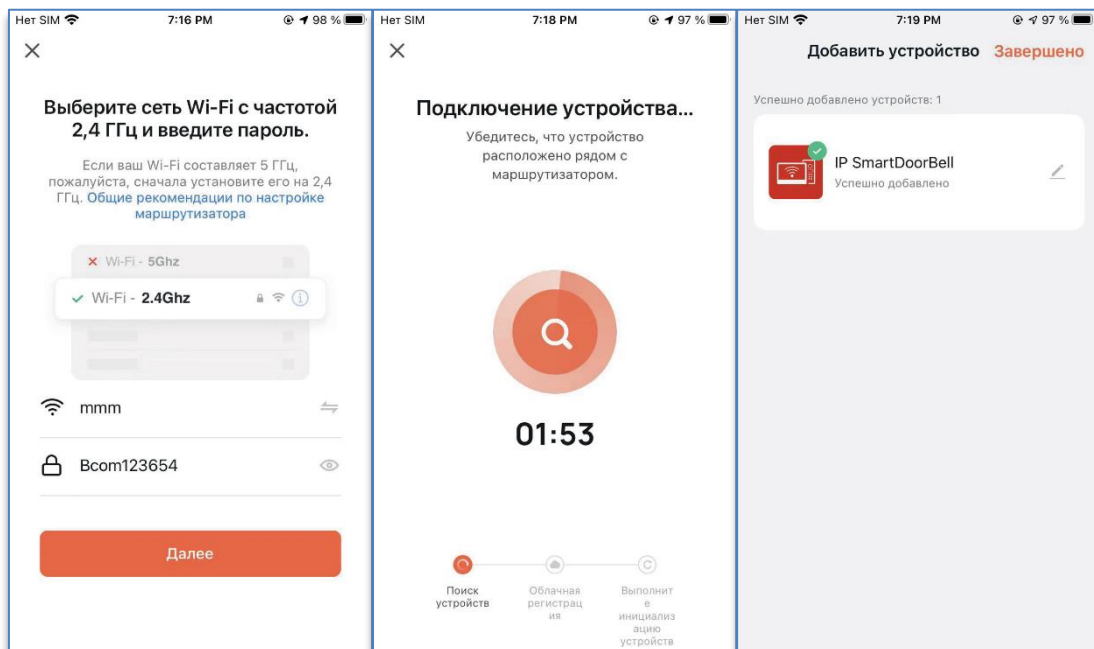 Нет SIM 7:16 PM 98 %
Выберите сеть Wi-Fi с частотой
2,4 ГГц и введите пароль.
Если ваш Wi-Fi составляет 5 ГГц,
пожалуйста, сначала установите его на 2,4
ГГц. Общие рекомендации по настройке
маршрутизатора
Wi-Fi - 5Ghz
Wi-Fi - 2.4Ghz
mmm
Bcom123654
Далее
Нет SIM 7:18 PM 97 %
Подключение устройства...
Убедитесь, что устройство
расположено рядом с
маршрутизатором.
01:53
Поиск
устройств
Облачная
регистрац
ия
Выполнит
е
инициализ
ацию
устройств
Нет SIM 7:19 PM 97 %
Добавить устройство Завершено
Успешно добавлено устройств: 1
IP SmartDoorBell
Успешно добавлено